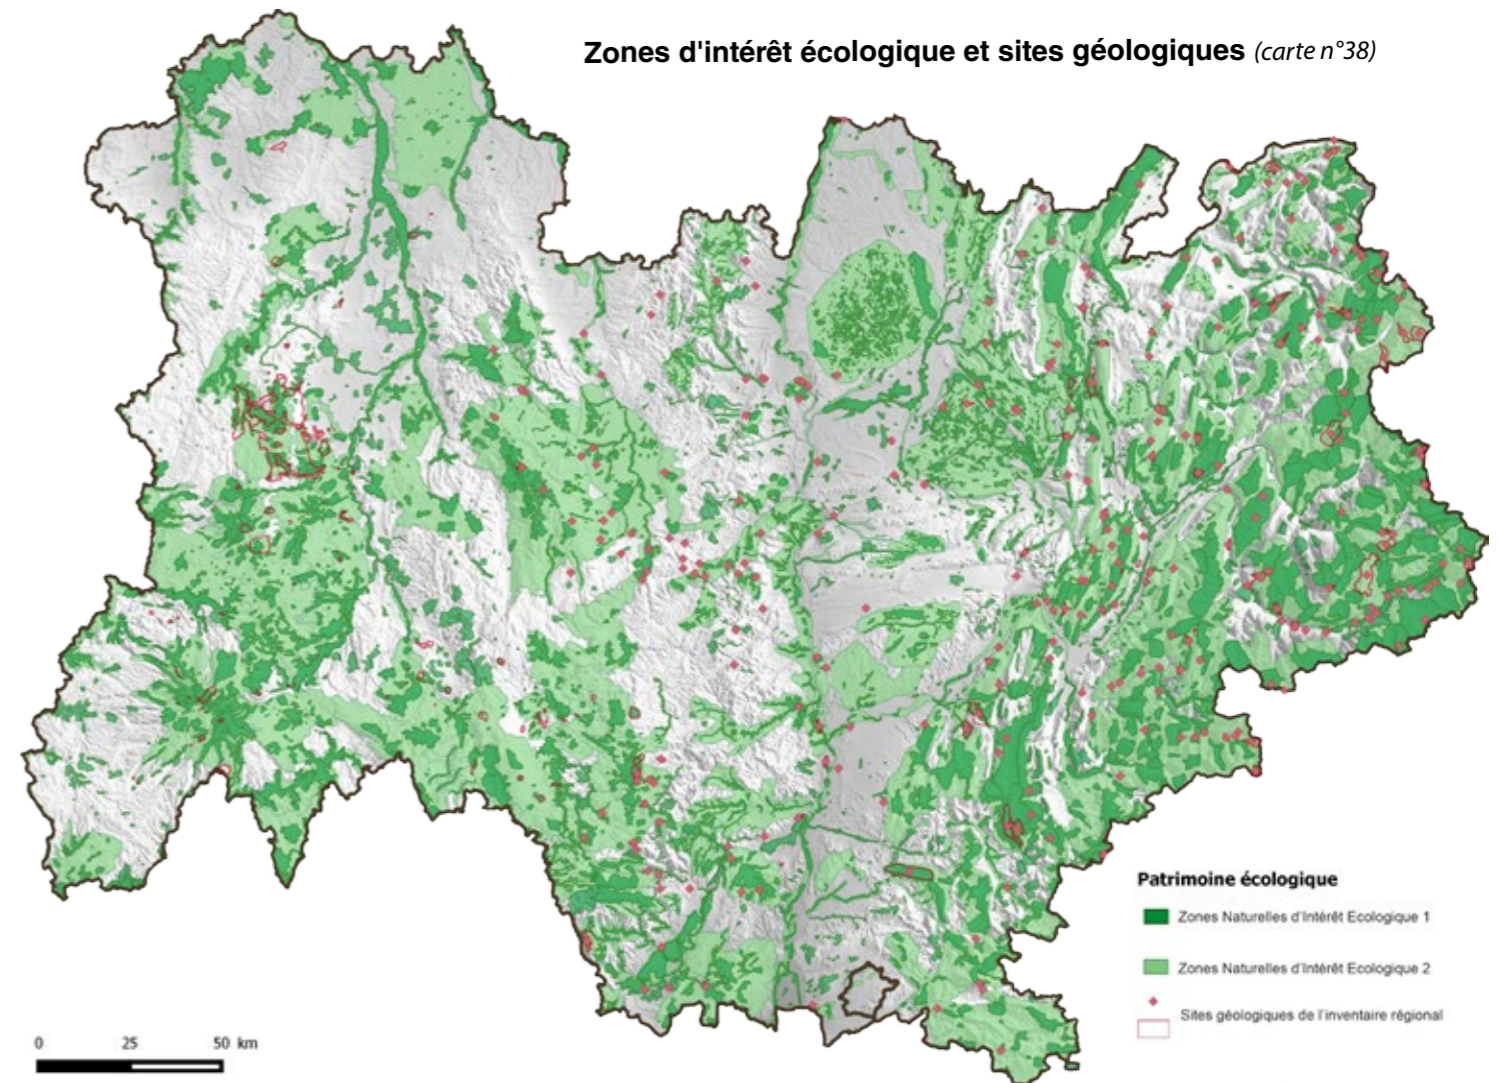 Zones d'intérêt écologique et sites géologiques (carte n°38)
Patrimoine écologique
Zones Naturelles d'Intérêt Ecologique 1
Zones Naturelles d'Intérêt Ecologique 2
Sites géologiques de l'inventaire régional
0 25 50 km